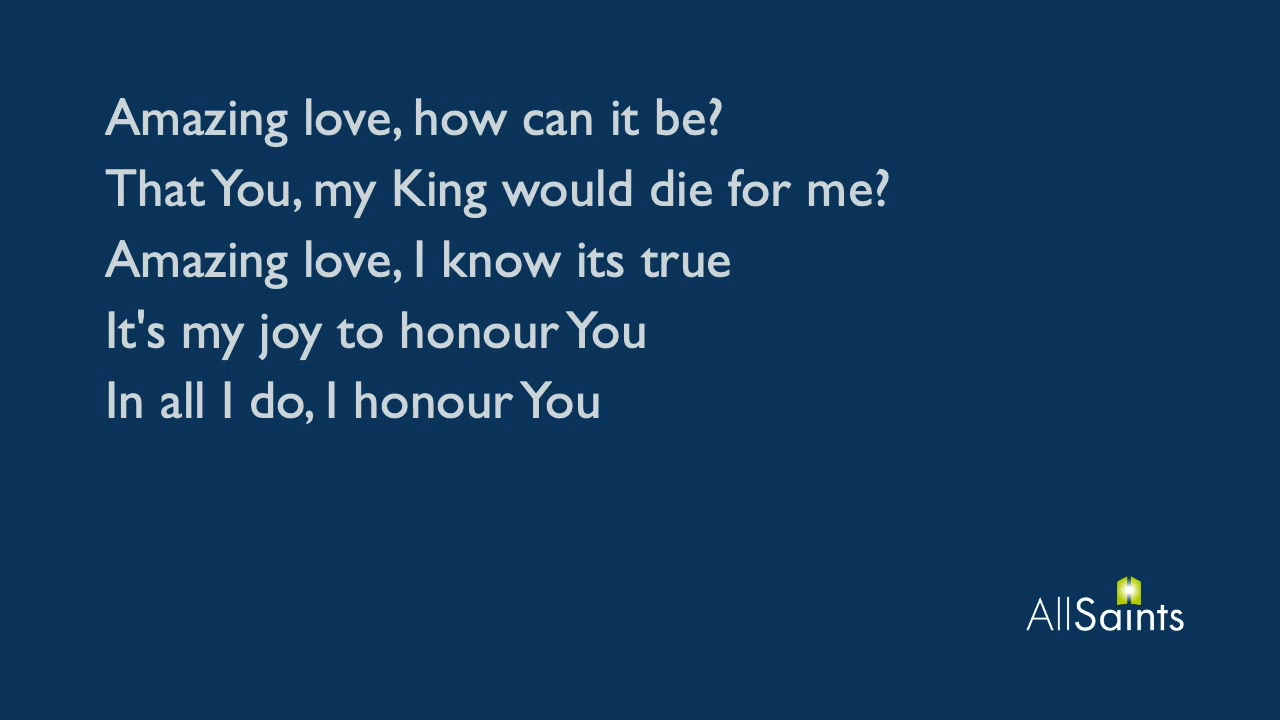 Amazing love, how can it be?
That You, my King would die for me?
Amazing love, I know its true
It's my joy to honour You
In all I do, I honour You
AllSaints